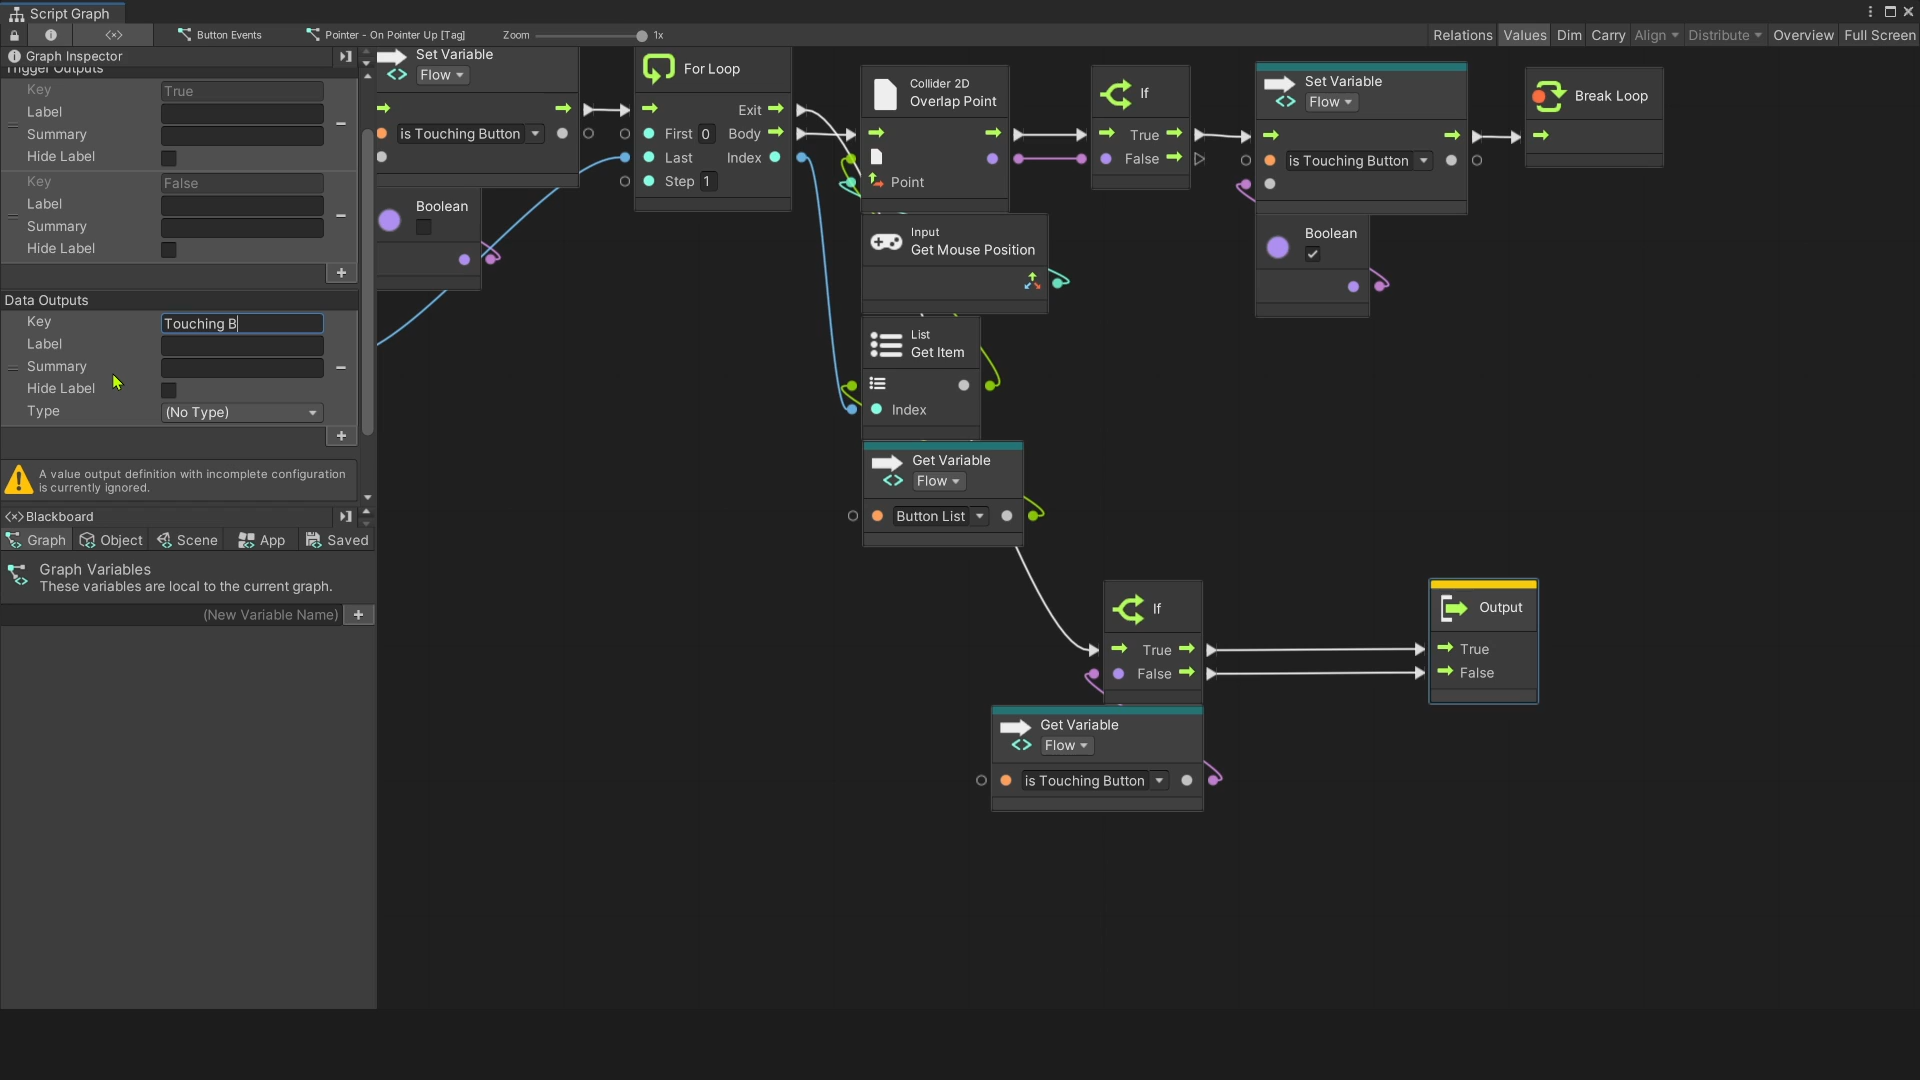 Script Graph
Button Events
Pointer - On Pointer Up [Tag]
Zoom
1x
Relations
Values
Dim
Carry
Align
Distribute
Overview
Full Screen
Graph Inspector
Trigger Outputs
Key
True
Label
Summary
Hide Label
Key
False
Label
Summary
Hide Label
Data Outputs
Key
Touching B
Label
Summary
Hide Label
Type
(No Type)
A value output definition with incomplete configuration
is currently ignored.
<×> Blackboard
Graph
Object
Scene
App
Saved
Graph Variables
These variables are local to the current graph.
(New Variable Name)
Set Variable
Flow
is Touching Button
Boolean
For Loop
Exit
First 0
Body
Last
Index
Step 1
Collider 2D
Overlap Point
Point
If
True
False
Set Variable
Flow
is Touching Button
Boolean
Break Loop
Input
Get Mouse Position
List
Get Item
Index
Get Variable
Flow
Button List
If
True
False
Get Variable
Flow
is Touching Button
Output
True
False